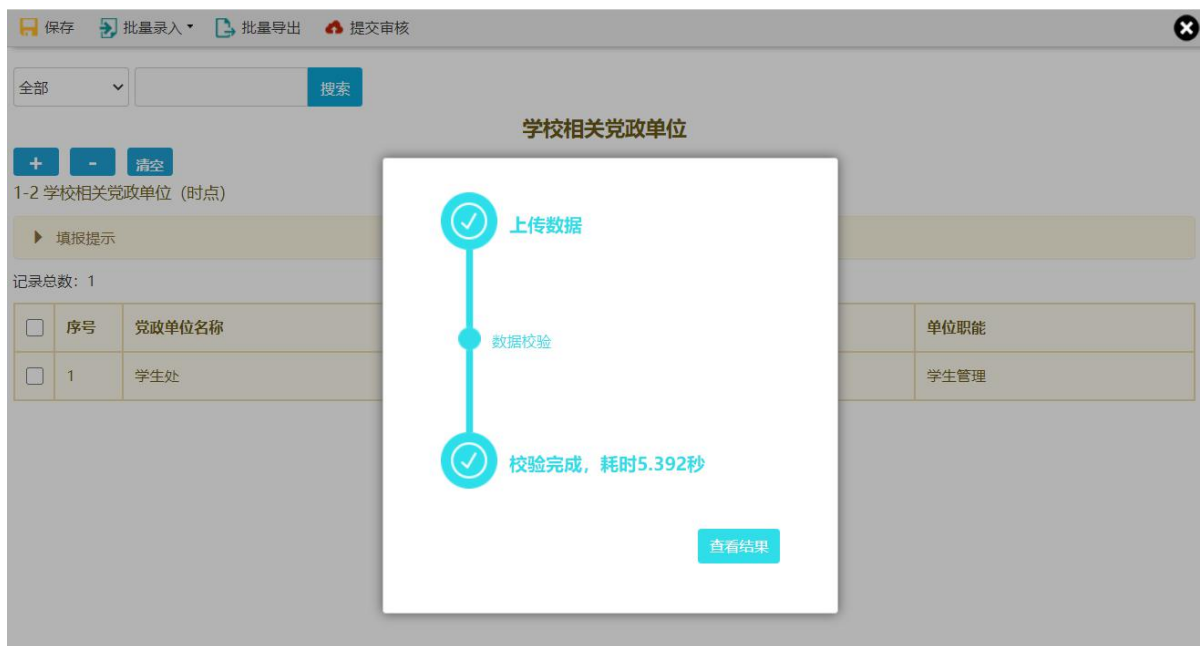 保存 批量录入 批量导出 提交审核
全部 搜索
学校相关党政单位
+ - 清空
1-2 学校相关党政单位（时点）
填报提示
记录总数：1
序号 党政单位名称 单位职能
1 学生处 学生管理
上传数据
数据校验
校验完成，耗时5.392秒
查看结果